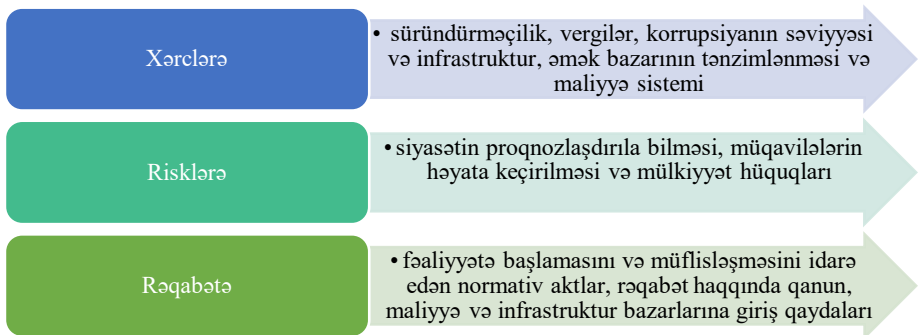 Xərclərə
• süründürməçilik, vergilər, korrupsiyanın səviyyəsi
və infrastruktur, əmək bazarının tənzimlənməsi və
maliyyə sistemi
Risklərə
• siyasətin proqnozlaşdırıla bilməsi, müqavilələrin
həyata keçirilməsi və mülkiyyət hüquqları
Rəqabətə
• fəaliyyətə başlamasını və müflisləşməsini idarə
edən normativ aktlar, rəqabət haqqında qanun,
maliyyə və infrastruktur bazarlarına giriş qaydaları